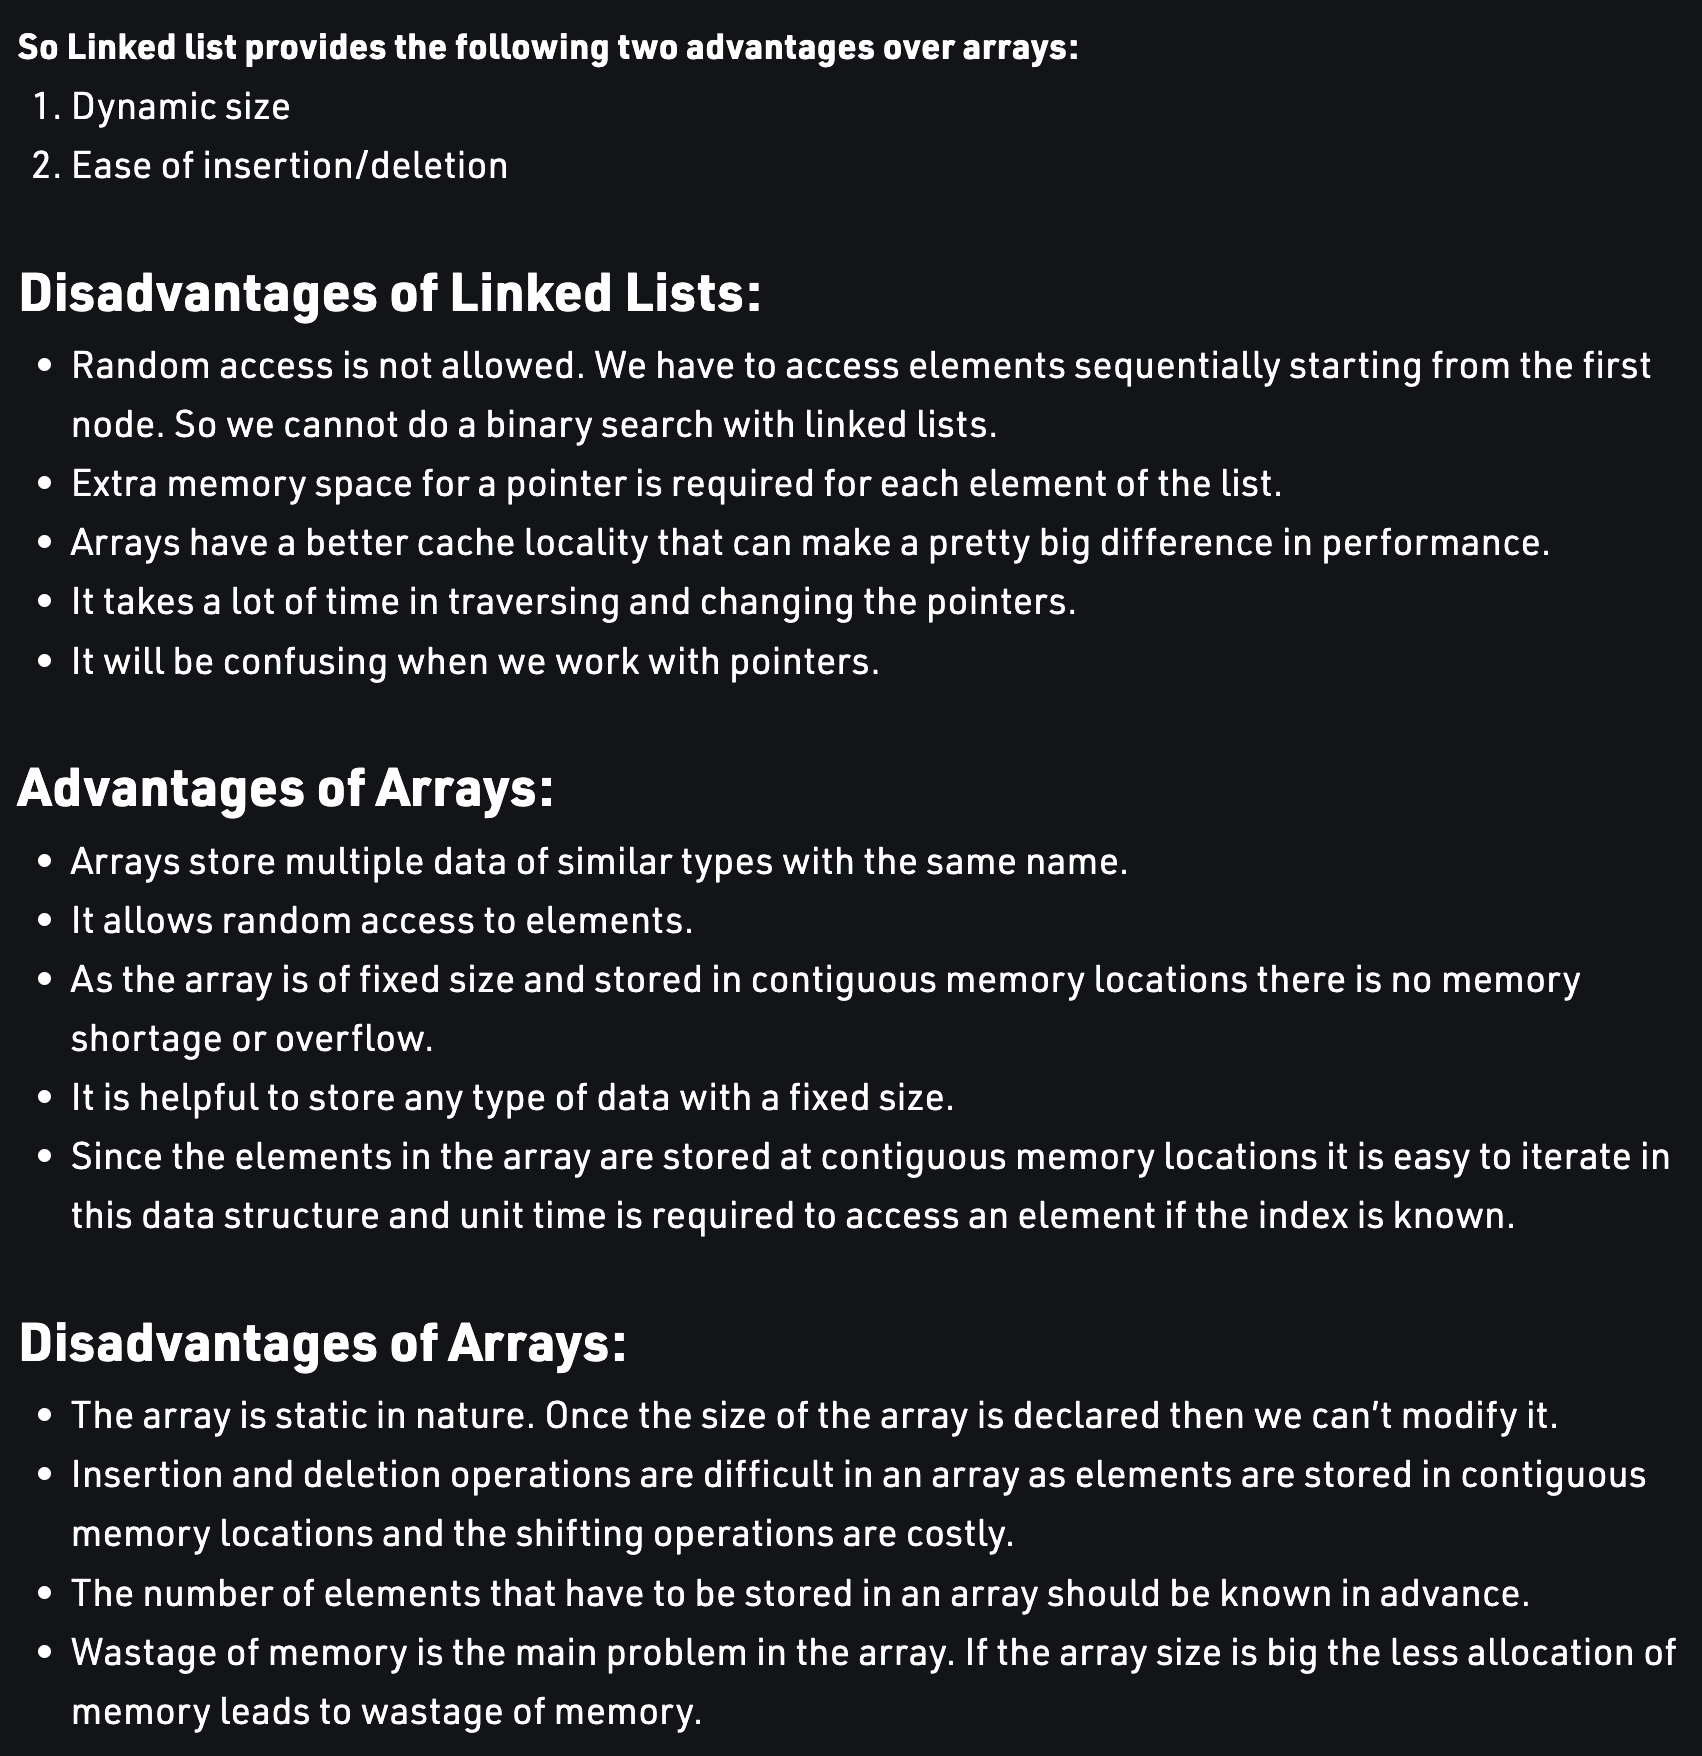 So Linked list provides the following two advantages over arrays:
1. Dynamic size
2. Ease of insertion/deletion
Disadvantages of Linked Lists:
• Random access is not allowed. We have to access elements sequentially starting from the first
node. So we cannot do a binary search with linked lists.
• Extra memory space for a pointer is required for each element of the list.
• Arrays have a better cache locality that can make a pretty big difference in performance.
• It takes a lot of time in traversing and changing the pointers.
• It will be confusing when we work with pointers.
Advantages of Arrays:
• Arrays store multiple data of similar types with the same name.
• It allows random access to elements.
• As the array is of fixed size and stored in contiguous memory locations there is no memory
shortage or overflow.
• It is helpful to store any type of data with a fixed size.
• Since the elements in the array are stored at contiguous memory locations it is easy to iterate in
this data structure and unit time is required to access an element if the index is known.
Disadvantages of Arrays:
• The array is static in nature. Once the size of the array is declared then we can’t modify it.
• Insertion and deletion operations are difficult in an array as elements are stored in contiguous
memory locations and the shifting operations are costly.
• The number of elements that have to be stored in an array should be known in advance.
• Wastage of memory is the main problem in the array. If the array size is big the less allocation of
memory leads to wastage of memory.